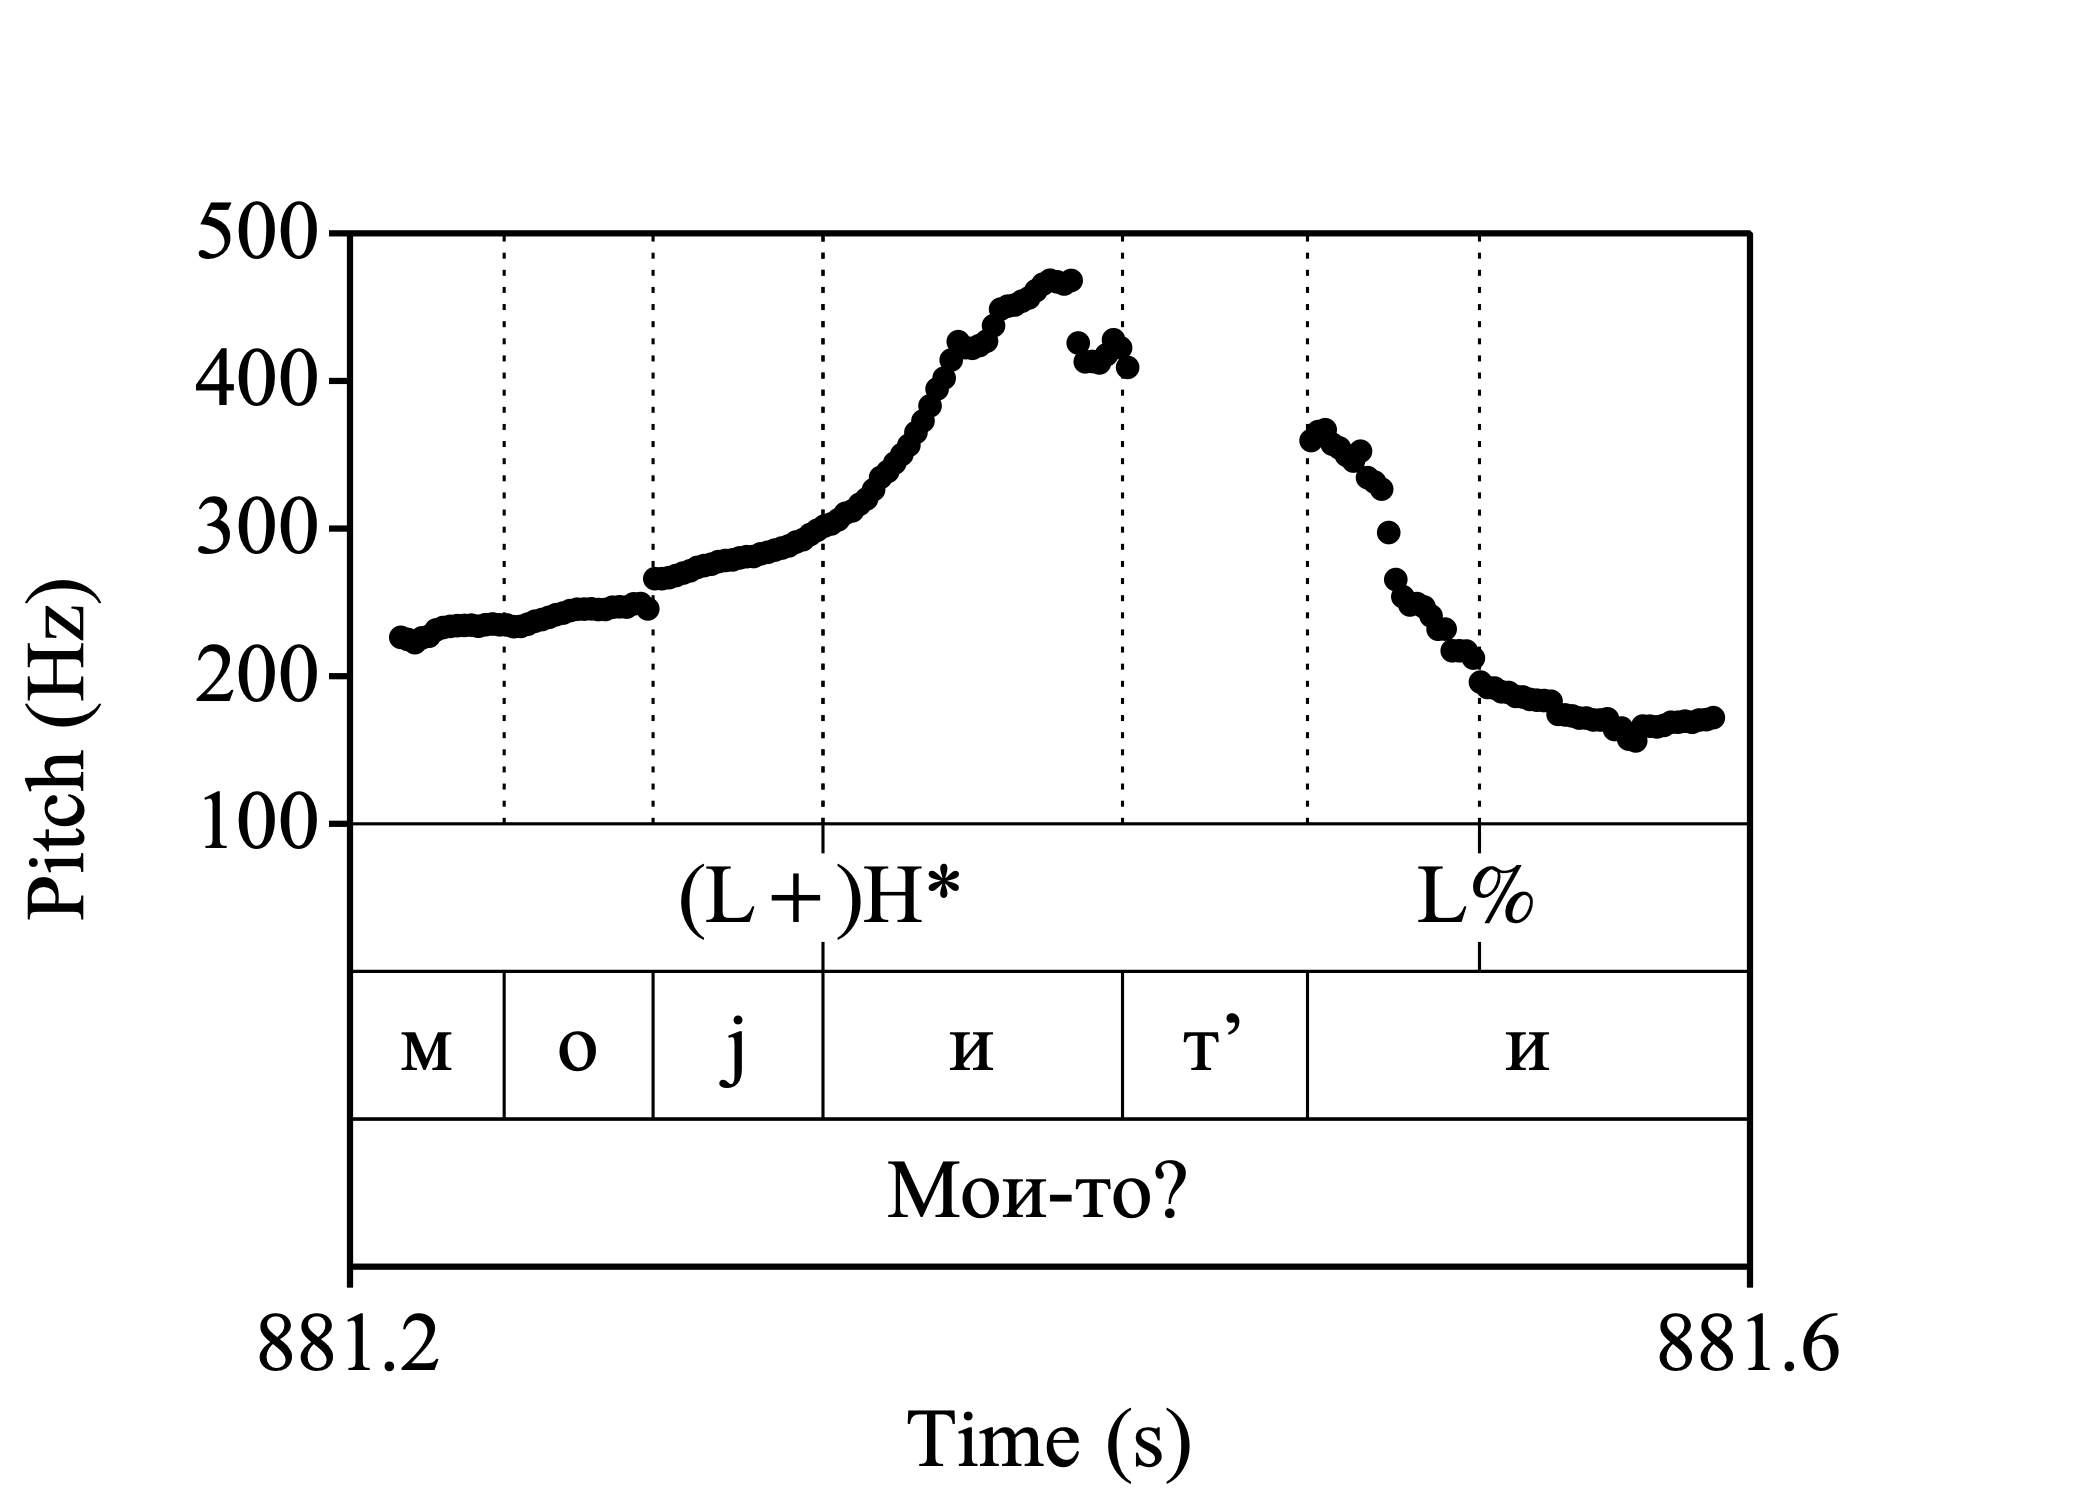 500
400
300
200
100
Pitch (Hz)
(L+)H* L%
м о j и т’ и
Мои-то?
881.2 881.6
Time (s)